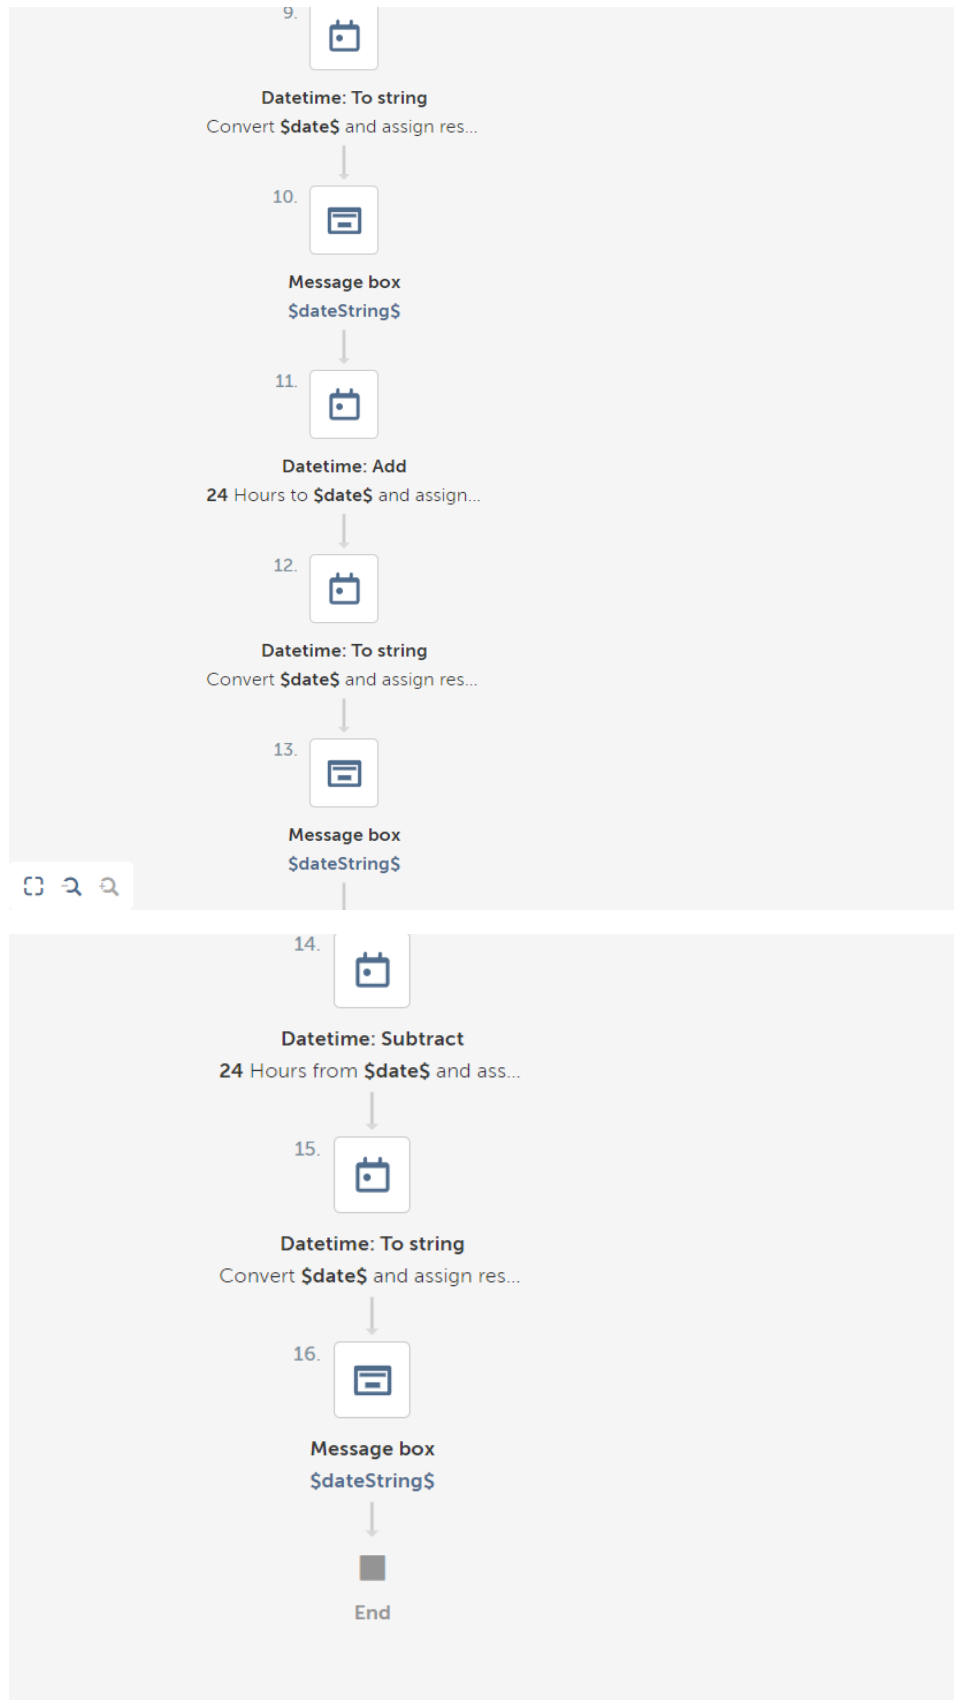 9.
Datetime: To string
Convert $date$ and assign res...
10.
Message box
$dateString$
11.
Datetime: Add
24 Hours to $date$ and assign...
12.
Datetime: To string
Convert $date$ and assign res...
13.
Message box
$dateString$
14.
Datetime: Subtract
24 Hours from $date$ and ass...
15.
Datetime: To string
Convert $date$ and assign res...
16.
Message box
$dateString$
End